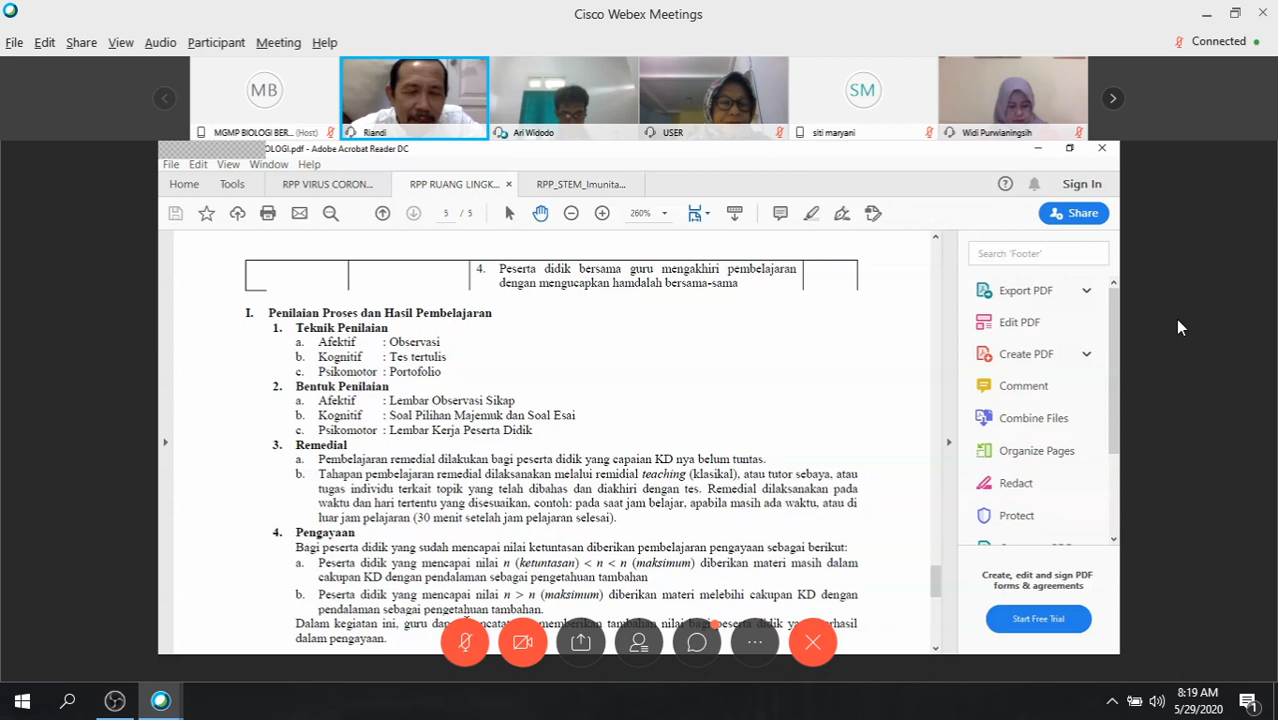 Cisco Webex Meetings
File Edit Share View Audio Participant Meeting Help
Connected
MB
SM
MGMP BIOLOGI BER... (Host)
Riandi
Ari Widodo
USER
siti maryani
Widi Purwianingsih
OLOGI.pdf - Adobe Acrobat Reader DC
File Edit View Window Help
Home Tools RPP VIRUS CORON... RPP RUANG LINGK... × RPP_STEM_Imunita...
Sign In
5 / 5 260%
Share
4. Peserta didik bersama guru mengakhiri pembelajaran
dengan mengucapkan hamdalah bersama-sama
I. Penilaian Proses dan Hasil Pembelajaran
1. Teknik Penilaian
a. Afektif : Observasi
b. Kognitif : Tes tertulis
c. Psikomotor : Portofolio
2. Bentuk Penilaian
a. Afektif : Lembar Observasi Sikap
b. Kognitif : Soal Pilihan Majemuk dan Soal Esai
c. Psikomotor : Lembar Kerja Peserta Didik
3. Remedial
a. Pembelajaran remedial dilakukan bagi peserta didik yang capaian KD nya belum tuntas.
b. Tahapan pembelajaran remedial dilaksanakan melalui remidial teaching (klasikal), atau tutor sebaya, atau
tugas individu terkait topik yang telah dibahas dan diakhiri dengan tes. Remedial dilaksanakan pada
waktu dan hari tertentu yang disesuaikan, contoh: pada saat jam belajar, apabila masih ada waktu, atau di
luar jam pelajaran (30 menit setelah jam pelajaran selesai).
4. Pengayaan
Bagi peserta didik yang sudah mencapai nilai ketuntasan diberikan pembelajaran pengayaan sebagai berikut:
a. Peserta didik yang mencapai nilai n (ketuntasan) < n < n (maksimum) diberikan materi masih dalam
cakupan KD dengan pendalaman sebagai pengetahuan tambahan
b. Peserta didik yang mencapai nilai n > n (maksimum) diberikan materi melebihi cakupan KD dengan
pendalaman sebagai pengetahuan tambahan.
Dalam kegiatan ini, guru memberikan tambahan nilai bagi peserta didik
dalam pengayaan.
Search 'Footer'
Export PDF
Edit PDF
Create PDF
Comment
Combine Files
Organize Pages
Redact
Protect
Create, edit and sign PDF
forms & agreements
Start Free Trial
8:19 AM
5/29/2020
1